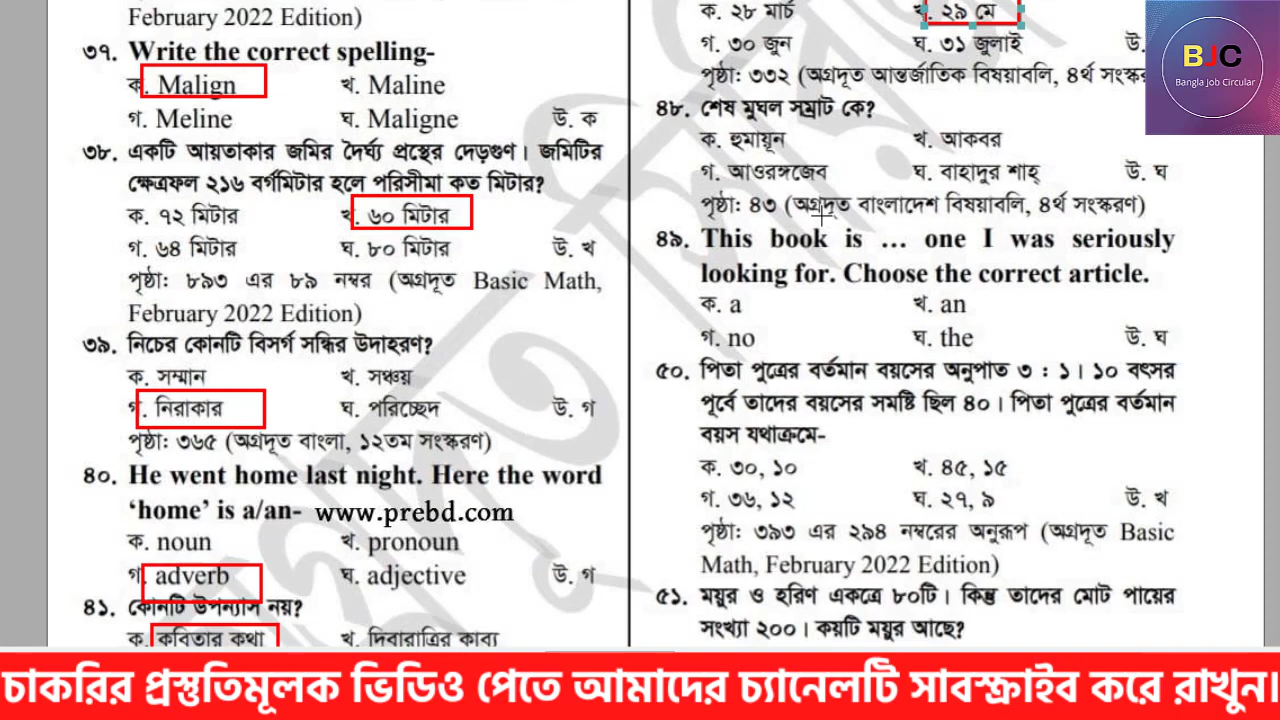 February 2022 Edition)
৩৭. Write the correct spelling-
ক. Malign খ. Maline
গ. Meline ঘ. Maligne উ. ক
৩৮. একটি আয়তাকার জমির দৈর্ঘ্য প্রস্থের দেড়গুণ। জমিটির
ক্ষেত্রফল ২১৬ বর্গমিটার হলে পরিসীমা কত মিটার?
ক. ৭২ মিটার খ. ৬০ মিটার
গ. ৬৪ মিটার ঘ. ৮০ মিটার উ. খ
পৃষ্ঠা: ৮৯৩ এর ৮৯ নম্বর (অগ্রদূত Basic Math,
February 2022 Edition)
৩৯. নিচের কোনটি বিসর্গ সন্ধির উদাহরণ?
ক. সম্মান খ. সঞ্চয়
গ. নিরাকার ঘ. পরিচ্ছেদ উ. গ
পৃষ্ঠা: ৩৬৫ (অগ্রদূত বাংলা, ১২তম সংস্করণ)
৪০. He went home last night. Here the word
‘home’ is a/an- www.prebd.com
ক. noun খ. pronoun
গ. adverb ঘ. adjective উ. গ
৪১. কোনটি উপন্যাস নয়?
ক. কবিতার কথা খ. দিবারাত্রির কাব্য
ক. ২৮ মার্চ খ. ২৯ মে
গ. ৩০ জুন ঘ. ৩১ জুলাই উ.
পৃষ্ঠা: ৩৩২ (অগ্রদূত আন্তর্জাতিক বিষয়াবলি, ৪র্থ সংস্কর
৪৮. শেষ মুঘল সম্রাট কে?
ক. হুমায়ূন খ. আকবর
গ. আওরঙ্গজেব ঘ. বাহাদুর শাহ্ উ. ঘ
পৃষ্ঠা: ৪৩ (অগ্রদূত বাংলাদেশ বিষয়াবলি, ৪র্থ সংস্করণ)
৪৯. This book is ... one I was seriously
looking for. Choose the correct article.
ক. a খ. an
গ. no ঘ. the উ. ঘ
৫০. পিতা পুত্রের বর্তমান বয়সের অনুপাত ৩ : ১। ১০ বৎসর
পূর্বে তাদের বয়সের সমষ্টি ছিল ৪০। পিতা পুত্রের বর্তমান
বয়স যথাক্রমে-
ক. ৩০, ১০ খ. ৪৫, ১৫
গ. ৩৬, ১২ ঘ. ২৭, ৯ উ. খ
পৃষ্ঠা: ৩৯৩ এর ২৯৪ নম্বরের অনুরূপ (অগ্রদূত Basic
Math, February 2022 Edition)
৫১. ময়ুর ও হরিণ একত্রে ৮০টি। কিন্তু তাদের মোট পায়ের
সংখ্যা ২০০। কয়টি ময়ুর আছে?
BJC
Bangla Job Circular
চাকরির প্রস্তুতিমূলক ভিডিও পেতে আমাদের চ্যানেলটি সাবস্ক্রাইব করে রাখুন।